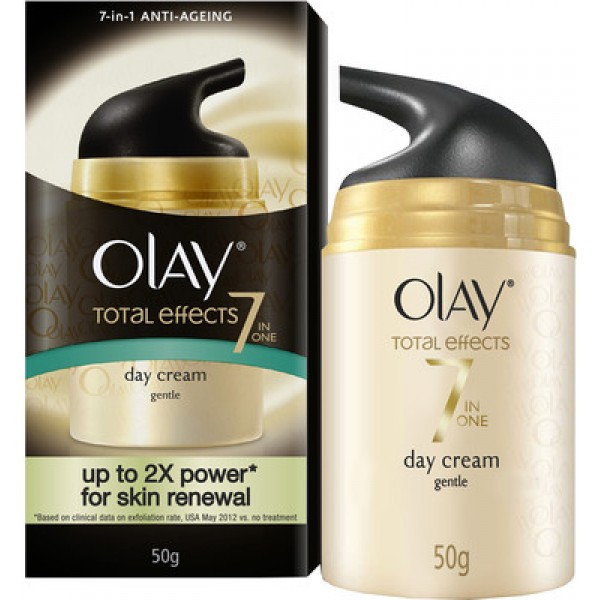 7-in-1 ANTI-AGEING
OLAY®
TOTAL effects 7 IN ONE
day cream
gentle
up to 2X power*
for skin renewal
*Based on clinical data on exfoliation rate, USA May 2012 vs. no treatment
50g
OLAY®
TOTAL effects
7 IN ONE
day cream
gentle
50g